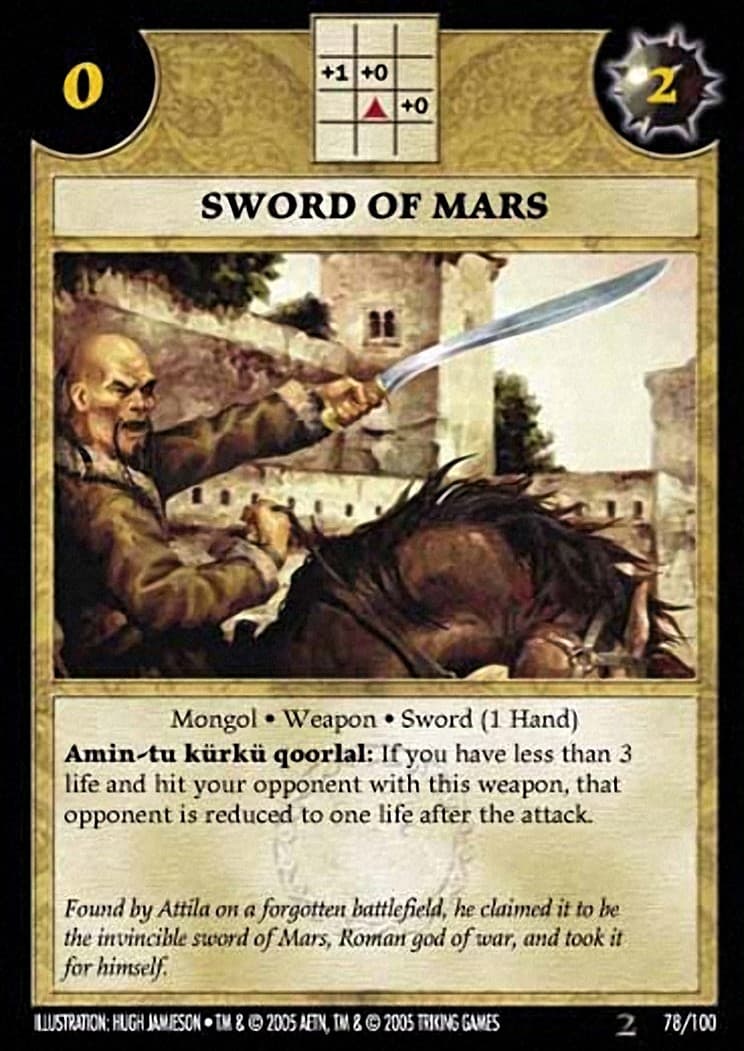 0
2
+1 +0
+0
SWORD OF MARS
Mongol • Weapon • Sword (1 Hand)
Amin-tu kürkü qoorlal: If you have less than 3
life and hit your opponent with this weapon, that
opponent is reduced to one life after the attack.
Found by Attila on a forgotten battlefield, he claimed it to be
the invincible sword of Mars, Roman god of war, and took it
for himself.
ILLUSTRATION: HUGH JAMIESON • TM & © 2005 AETN, TM & © 2005 TRIKING GAMES
2 78/100